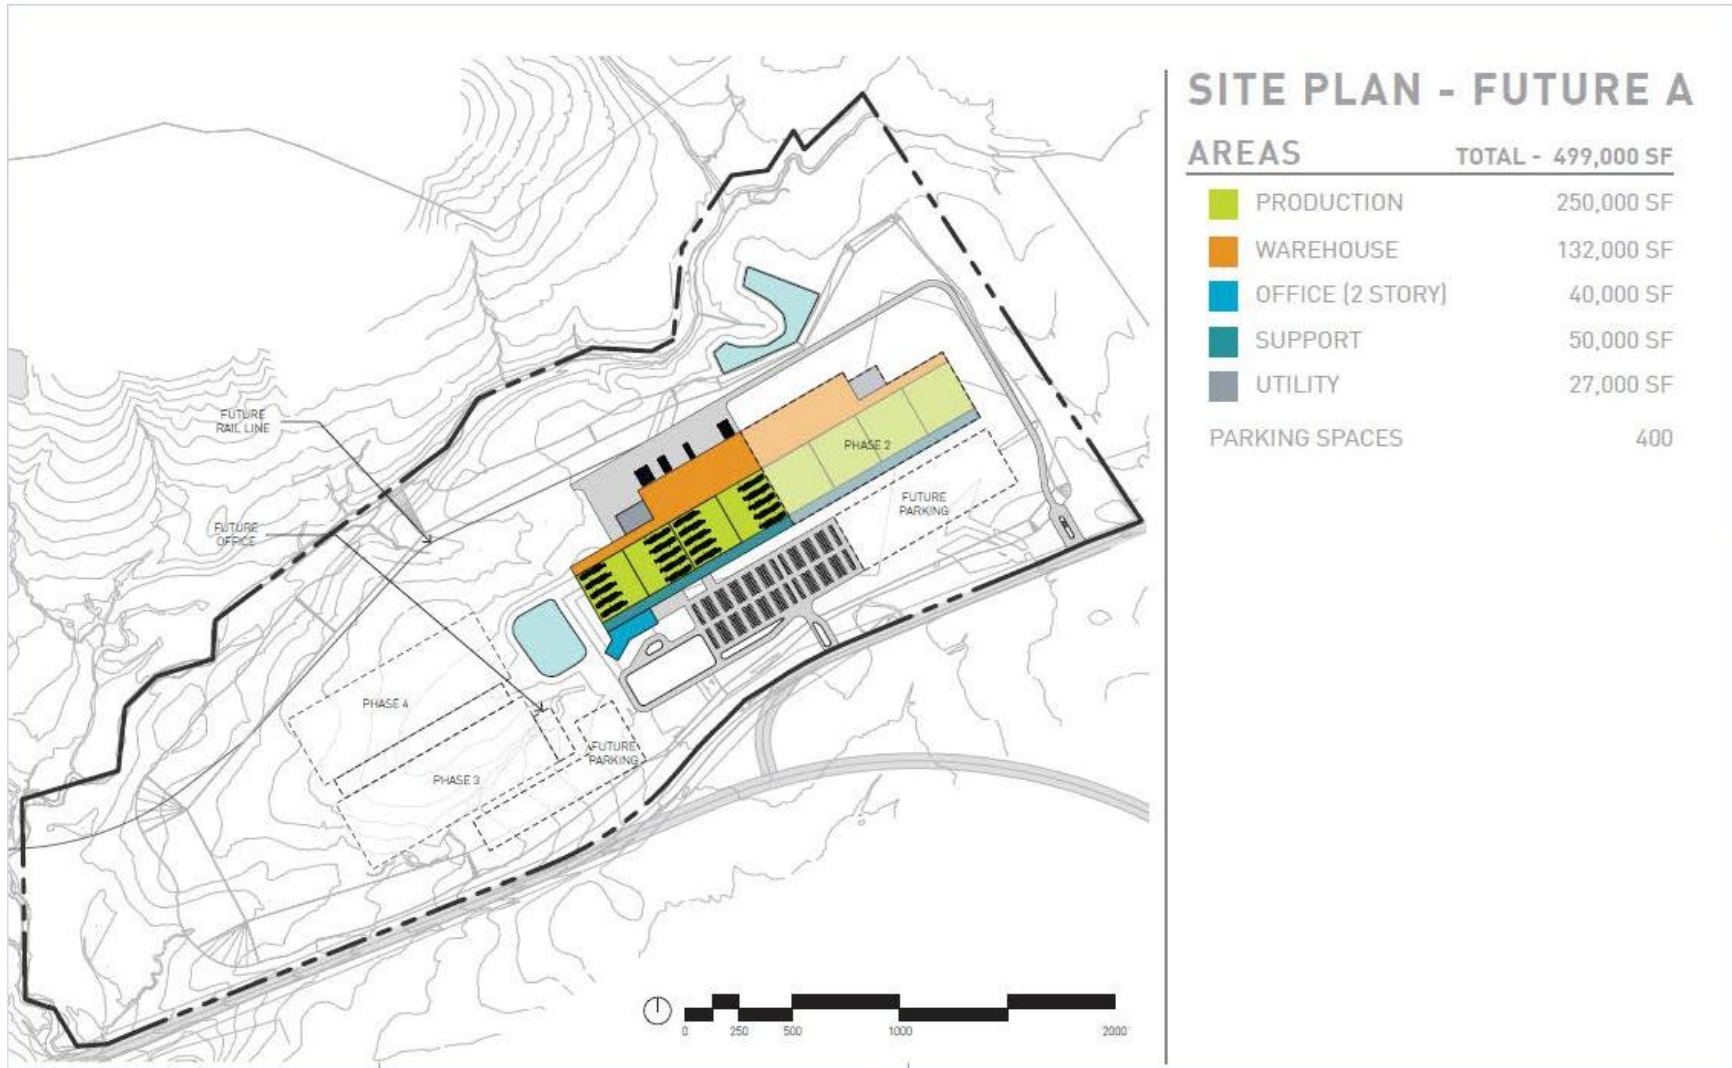 SITE PLAN - FUTURE A
AREAS TOTAL - 499,000 SF
PRODUCTION 250,000 SF
WAREHOUSE 132,000 SF
OFFICE (2 STORY) 40,000 SF
SUPPORT 50,000 SF
UTILITY 27,000 SF
PARKING SPACES 400
FUTURE
RAIL LINE
FUTURE
OFFICE
PHASE 2
FUTURE
PARKING
PHASE 4
PHASE 3
FUTURE
PARKING
0 250 500 1000 2000